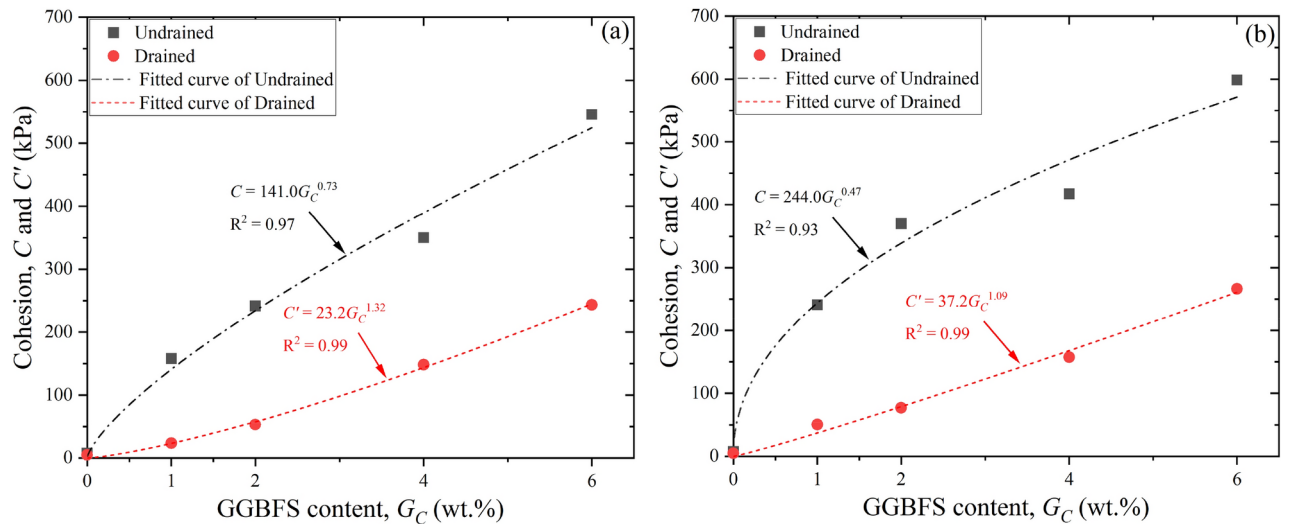 (a)
Undrained
Drained
Fitted curve of Undrained
Fitted curve of Drained
Cohesion, C and C′ (kPa)
700
600
500
400
300
200
100
0
C = 141.0G_C^0.73
R² = 0.97
C′ = 23.2G_C^1.32
R² = 0.99
0 1 2 4 6
GGBFS content, G_C (wt.%)
(b)
Undrained
Drained
Fitted curve of Undrained
Fitted curve of Drained
Cohesion, C and C′ (kPa)
700
600
500
400
300
200
100
0
C = 244.0G_C^0.47
R² = 0.93
C′ = 37.2G_C^1.09
R² = 0.99
0 1 2 4 6
GGBFS content, G_C (wt.%)